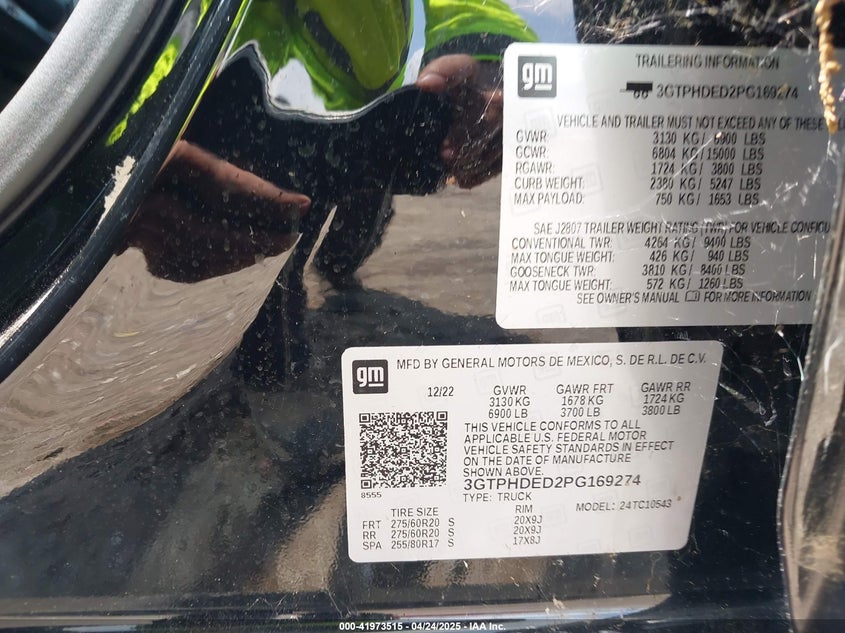 gm
TRAILERING INFORMATION
3GTPHDED2PG169274
VEHICLE AND TRAILER MUST NOT EXCEED ANY OF THESE
GVWR: 3130 KG/ 6900 LBS
GCWR: 6804 KG/15000 LBS
RGAWR: 1724 KG/ 3800 LBS
CURB WEIGHT: 2380 KG/ 5247 LBS
MAX PAYLOAD: 750 KG/ 1653 LBS
SAE J2807 TRAILER WEIGHT RATING (TWR) FOR VEHICLE CONFIGU
CONVENTIONAL TWR: 4264 KG/ 9400 LBS
MAX TONGUE WEIGHT: 426 KG/ 940 LBS
GOOSENECK TWR: 3810 KG/ 8400 LBS
MAX TONGUE WEIGHT: 572 KG/ 1260 LBS
SEE OWNER'S MANUAL FOR MORE INFORMATION
gm
MFD BY GENERAL MOTORS DE MEXICO, S. DE R.L. DE C.V.
12/22 GVWR GAWR FRT GAWR RR
3130 KG 1678 KG 1724 KG
6900 LB 3700 LB 3800 LB
THIS VEHICLE CONFORMS TO ALL
APPLICABLE U.S. FEDERAL MOTOR
VEHICLE SAFETY STANDARDS IN EFFECT
ON THE DATE OF MANUFACTURE
SHOWN ABOVE.
3GTPHDED2PG169274
8555
TYPE: TRUCK
MODEL: 24TC10543
TIRE SIZE RIM
FRT 275/60R20 S 20X9J
RR 275/60R20 S 20X9J
SPA 255/80R17 S 17X8J
000-41973515 - 04/24/2025 - IAA Inc.